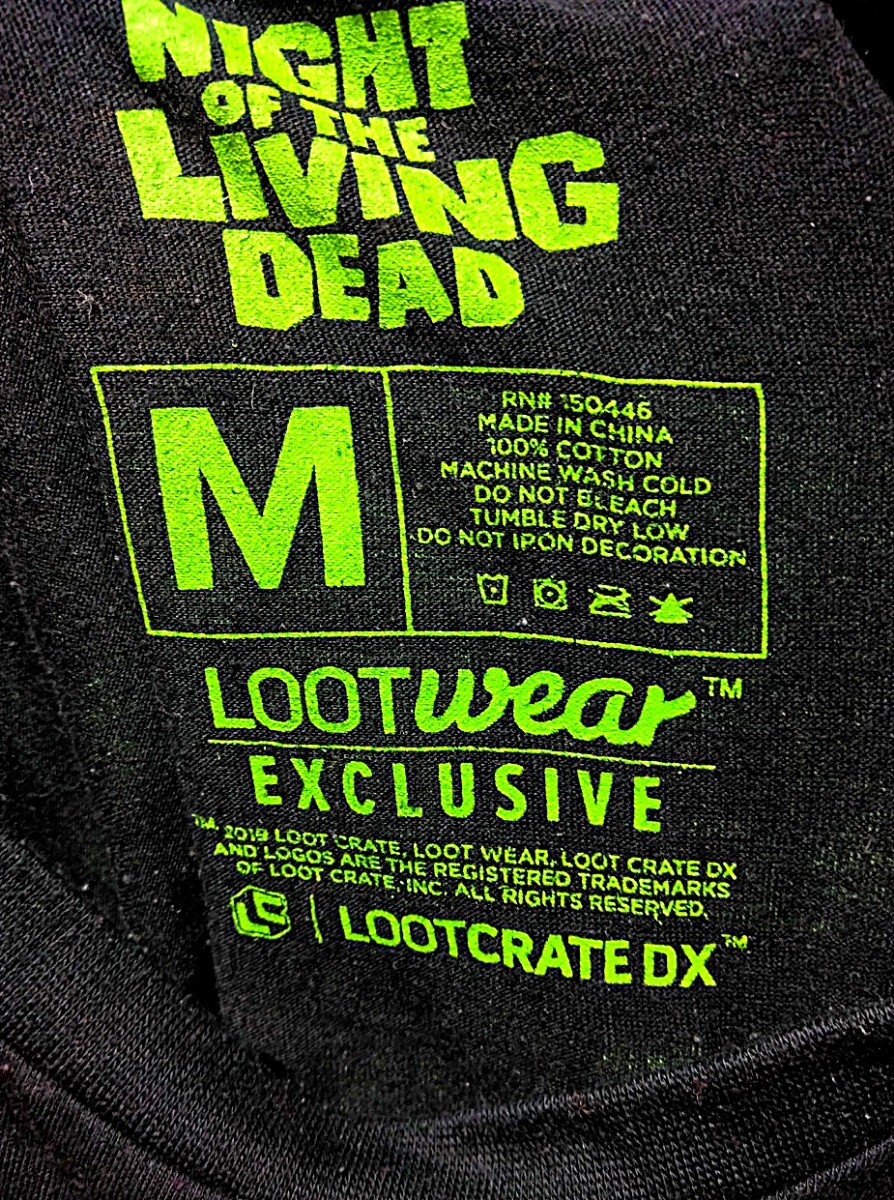 NIGHT
OF THE
LIVING
DEAD
M
RN# 150446
MADE IN CHINA
100% COTTON
MACHINE WASH COLD
DO NOT BLEACH
TUMBLE DRY LOW
DO NOT IRON DECORATION
LOOTwear™
EXCLUSIVE
™, 2019 LOOT CRATE, LOOT WEAR, LOOT CRATE DX
AND LOGOS ARE THE REGISTERED TRADEMARKS
OF LOOT CRATE, INC. ALL RIGHTS RESERVED.
LC | LOOTCRATE DX™